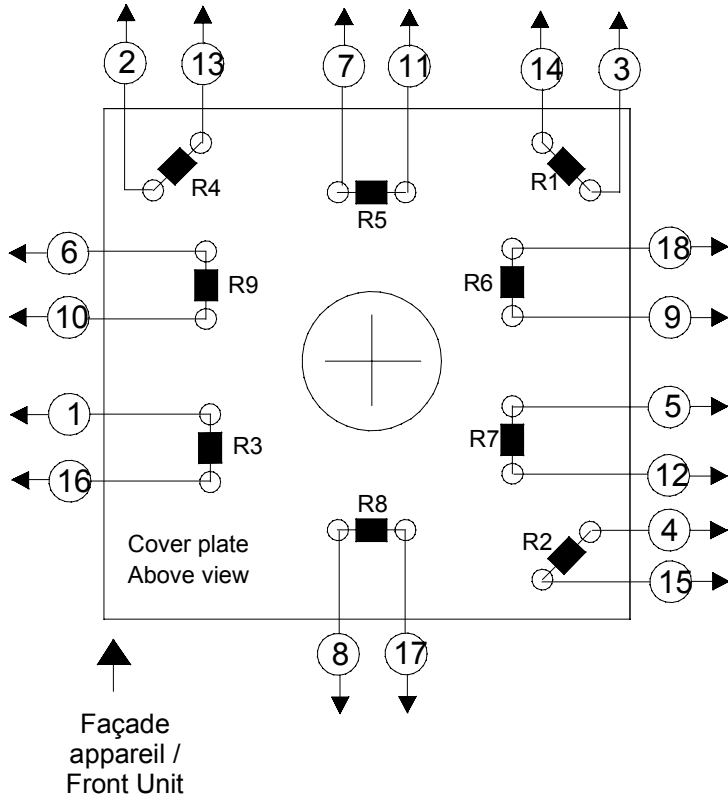 2
13
7
11
14
3
R4
R5
R1
6
18
R9
R6
10
9
1
5
R3
R7
16
12
R8
4
Cover plate
Above view
R2
15
8
17
Façade
appareil /
Front Unit